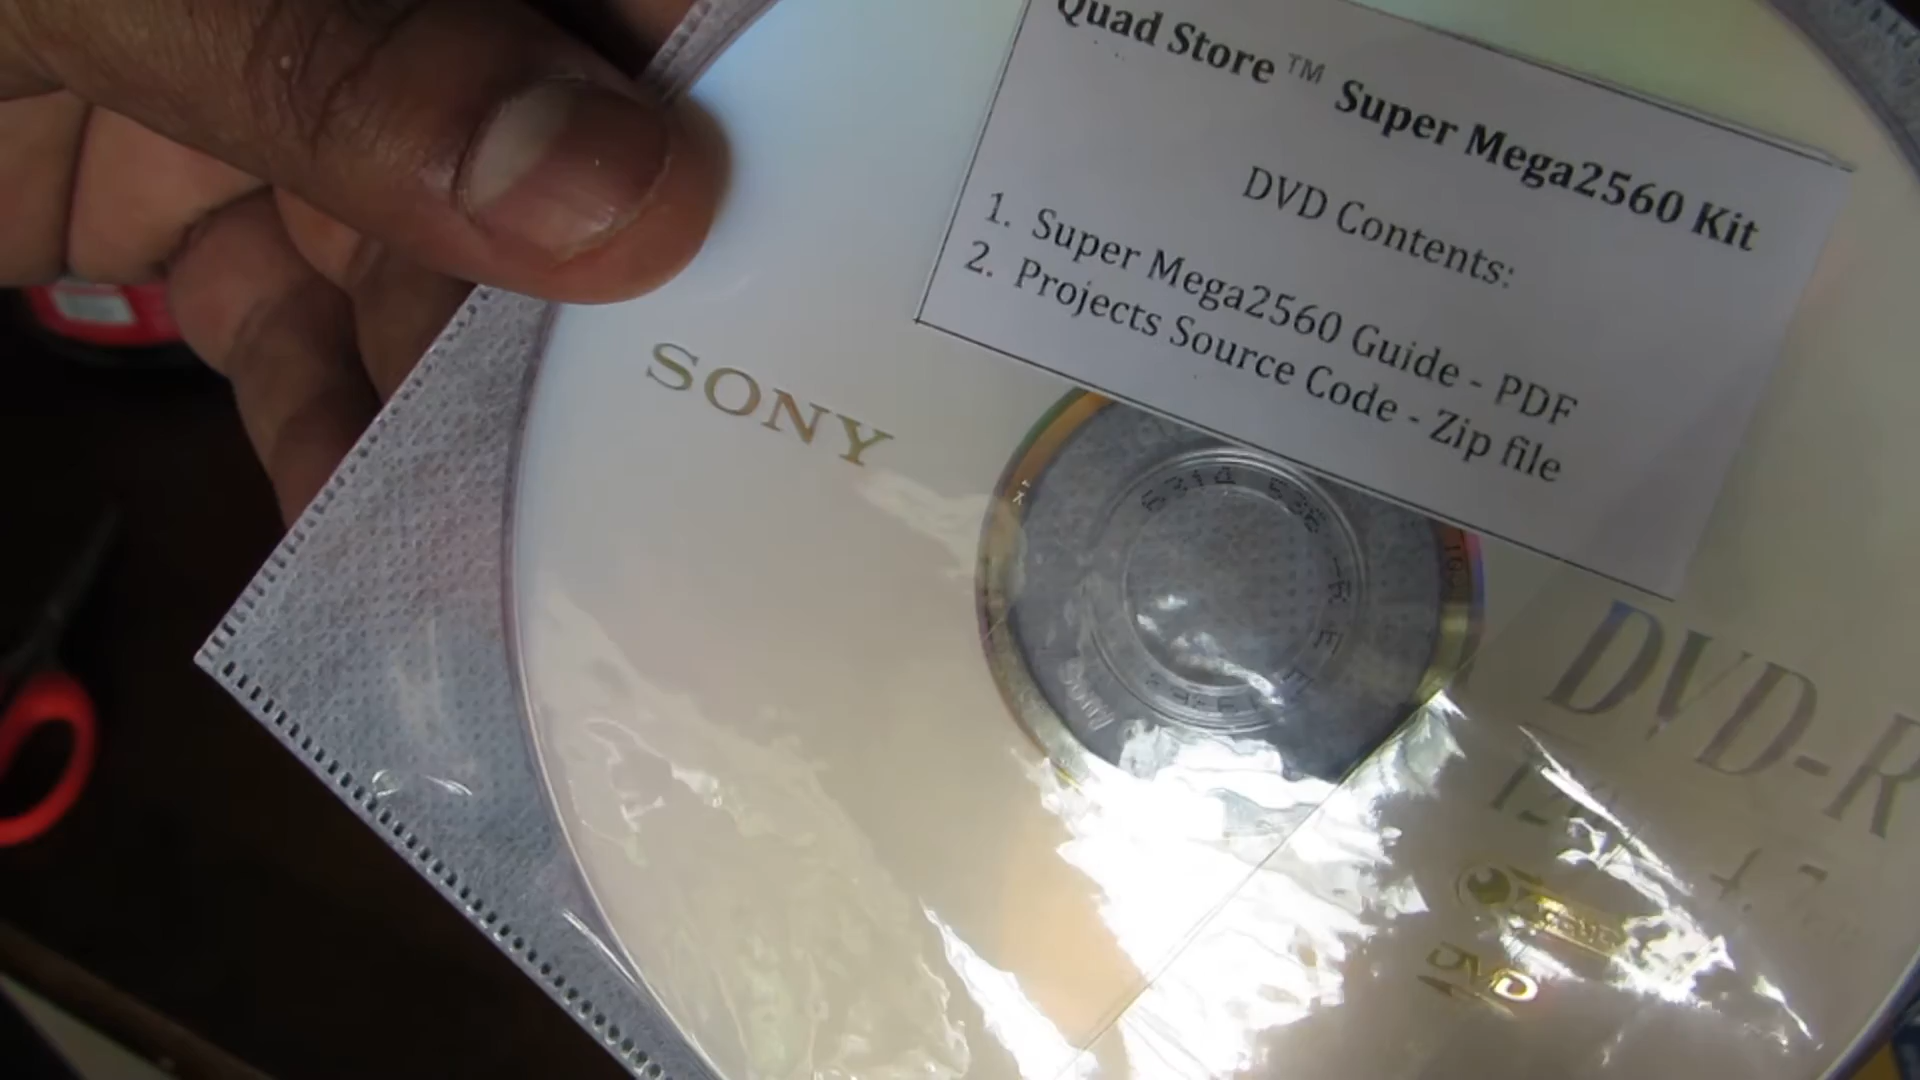 Quad Store ™ Super Mega2560 Kit
DVD Contents:
1. Super Mega2560 Guide - PDF
2. Projects Source Code - Zip file
SONY
DVD-R
DVD